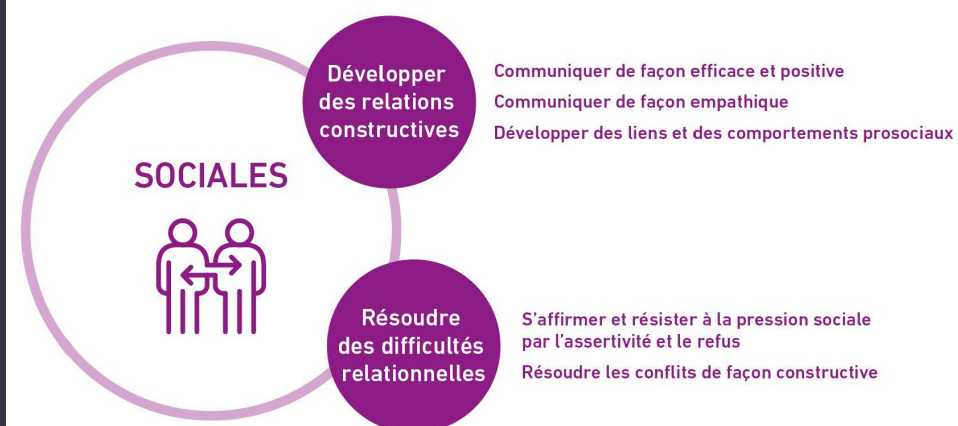 SOCIALES
Développer
des relations
constructives
Communiquer de façon efficace et positive
Communiquer de façon empathique
Développer des liens et des comportements prosociaux
Résoudre
des difficultés
relationnelles
S’affirmer et résister à la pression sociale
par l’assertivité et le refus
Résoudre les conflits de façon constructive